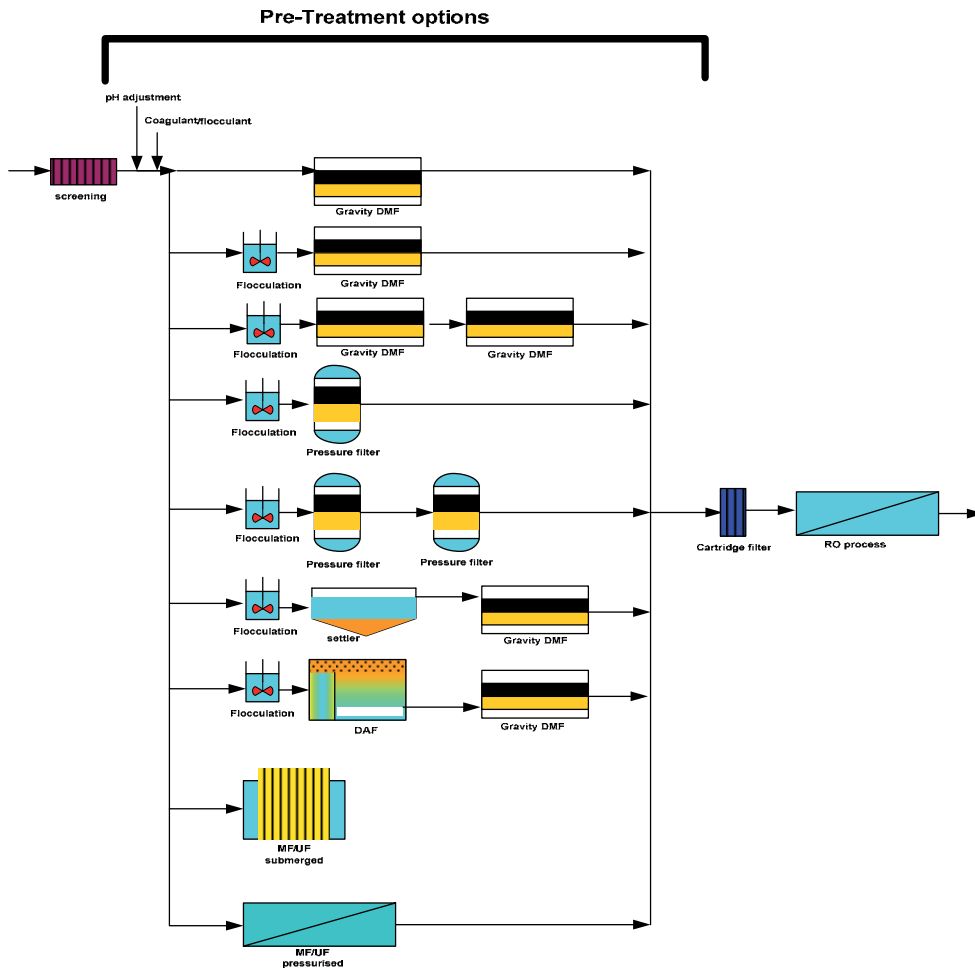 Pre-Treatment options
pH adjustment
Coagulant/flocculant
screening
Gravity DMF
Flocculation
Gravity DMF
Flocculation
Gravity DMF
Gravity DMF
Flocculation
Pressure filter
Flocculation
Pressure filter
Pressure filter
Cartridge filter
RO process
Flocculation
settler
Gravity DMF
Flocculation
DAF
Gravity DMF
MF/UF
submerged
MF/UF
pressurised